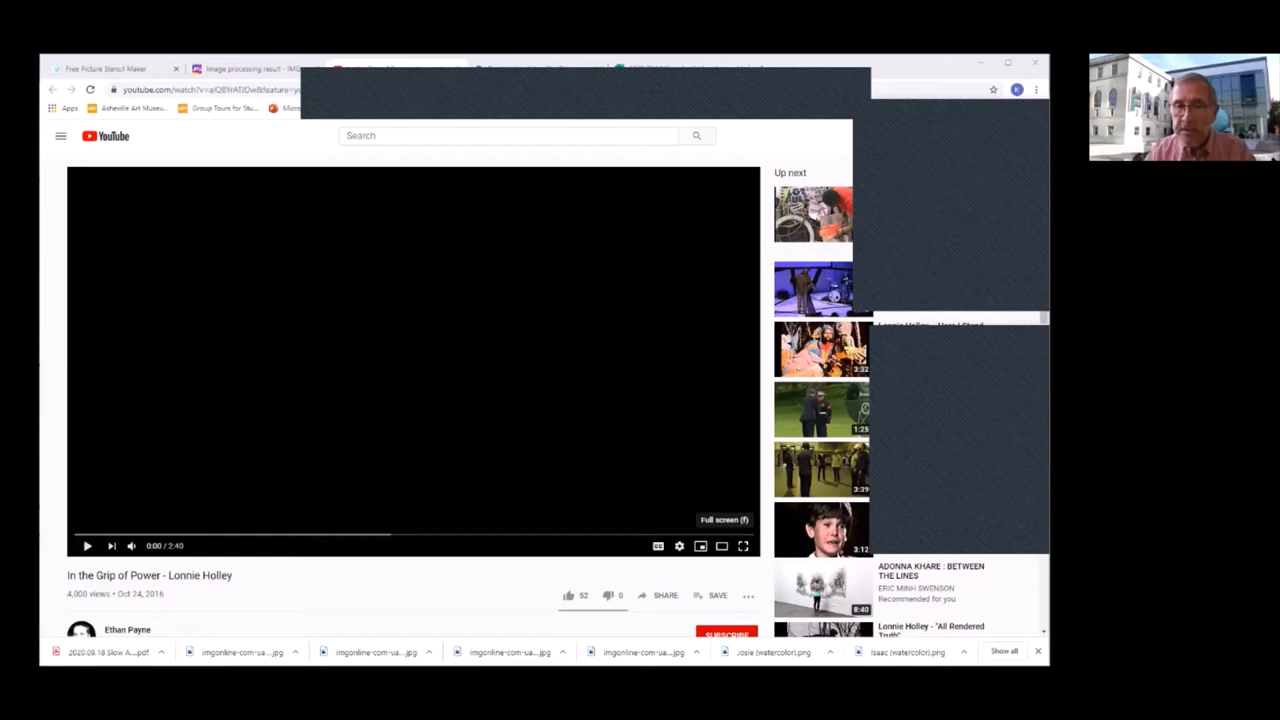 Free Picture Stencil Maker
Image processing result - IMG
youtube.com/watch?v=
Apps
Asheville Art Museu...
Group Tours for Stu...
YouTube
Search
Up next
3:32
1:25
3:39
3:12
8:40
Full screen (f)
0:00 / 2:40
In the Grip of Power - Lonnie Holley
4,000 views • Oct 24, 2016
52
0
SHARE
SAVE
Ethan Payne
SUBSCRIBE
ADONNA KHARE : BETWEEN
THE LINES
ERIC MINH SWENSON
Recommended for you
Lonnie Holley - "All Rendered
Truth"
2020.09.18 Slow A....pdf
imgonline-com-ua...jpg
imgonline-com-ua...jpg
imgonline-com-ua...jpg
imgonline-com-ua...jpg
Josie (watercolor).png
Isaac (watercolor).png
Show all